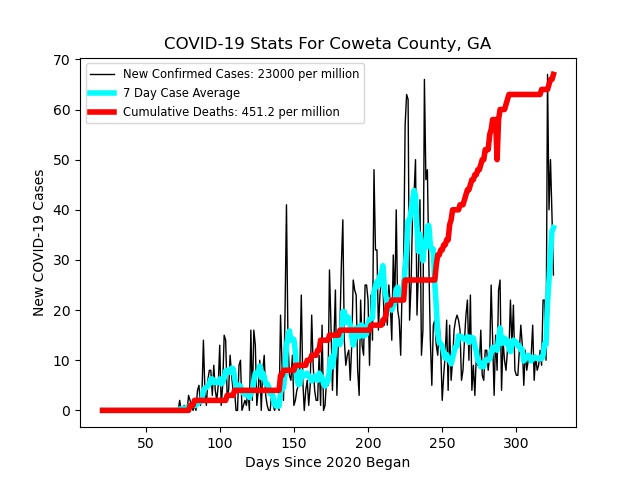 COVID-19 Stats For Coweta County, GA
New Confirmed Cases: 23000 per million
7 Day Case Average
Cumulative Deaths: 451.2 per million
70
60
50
40
30
20
10
0
New COVID-19 Cases
50 100 150 200 250 300
Days Since 2020 Began